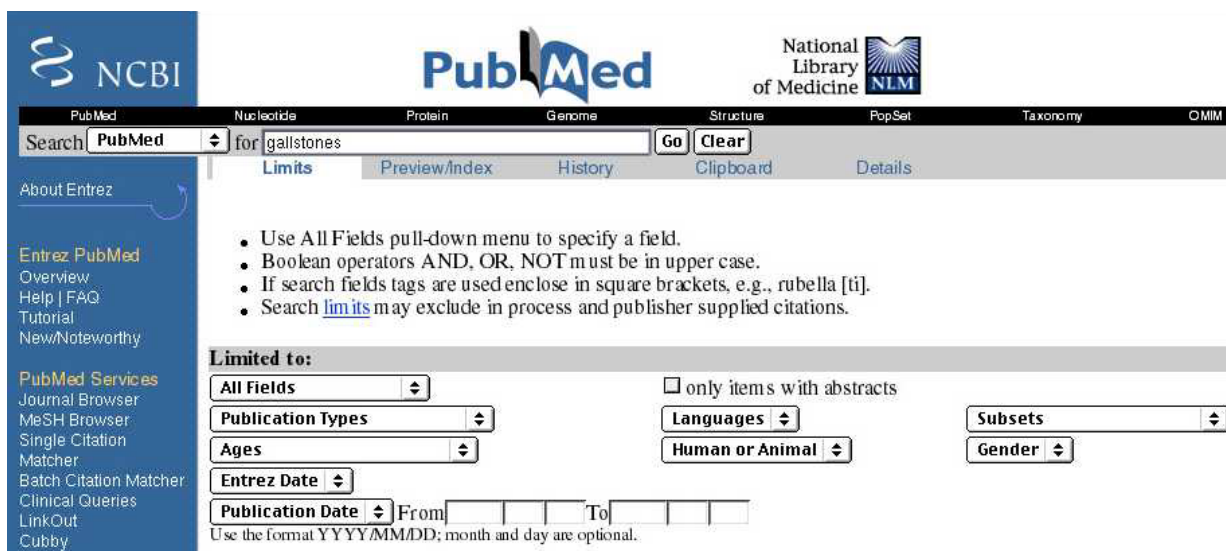 NCBI
PubMed
National
Library
of Medicine NLM
PubMed Nucleotide Protein Genome Structure PopSet Taxonomy OMIM
Search PubMed for gallstones Go Clear
Limits Preview/Index History Clipboard Details
About Entrez
Entrez PubMed
Overview
Help | FAQ
Tutorial
New/Noteworthy
PubMed Services
Journal Browser
MeSH Browser
Single Citation
Matcher
Batch Citation Matcher
Clinical Queries
LinkOut
Cubby
Use All Fields pull-down menu to specify a field.
Boolean operators AND, OR, NOT must be in upper case.
If search fields tags are used enclose in square brackets, e.g., rubella [ti].
Search limits may exclude in process and publisher supplied citations.
Limited to:
All Fields only items with abstracts
Publication Types Languages Subsets
Ages Human or Animal Gender
Entrez Date
Publication Date From To
Use the format YYYY/MM/DD; month and day are optional.